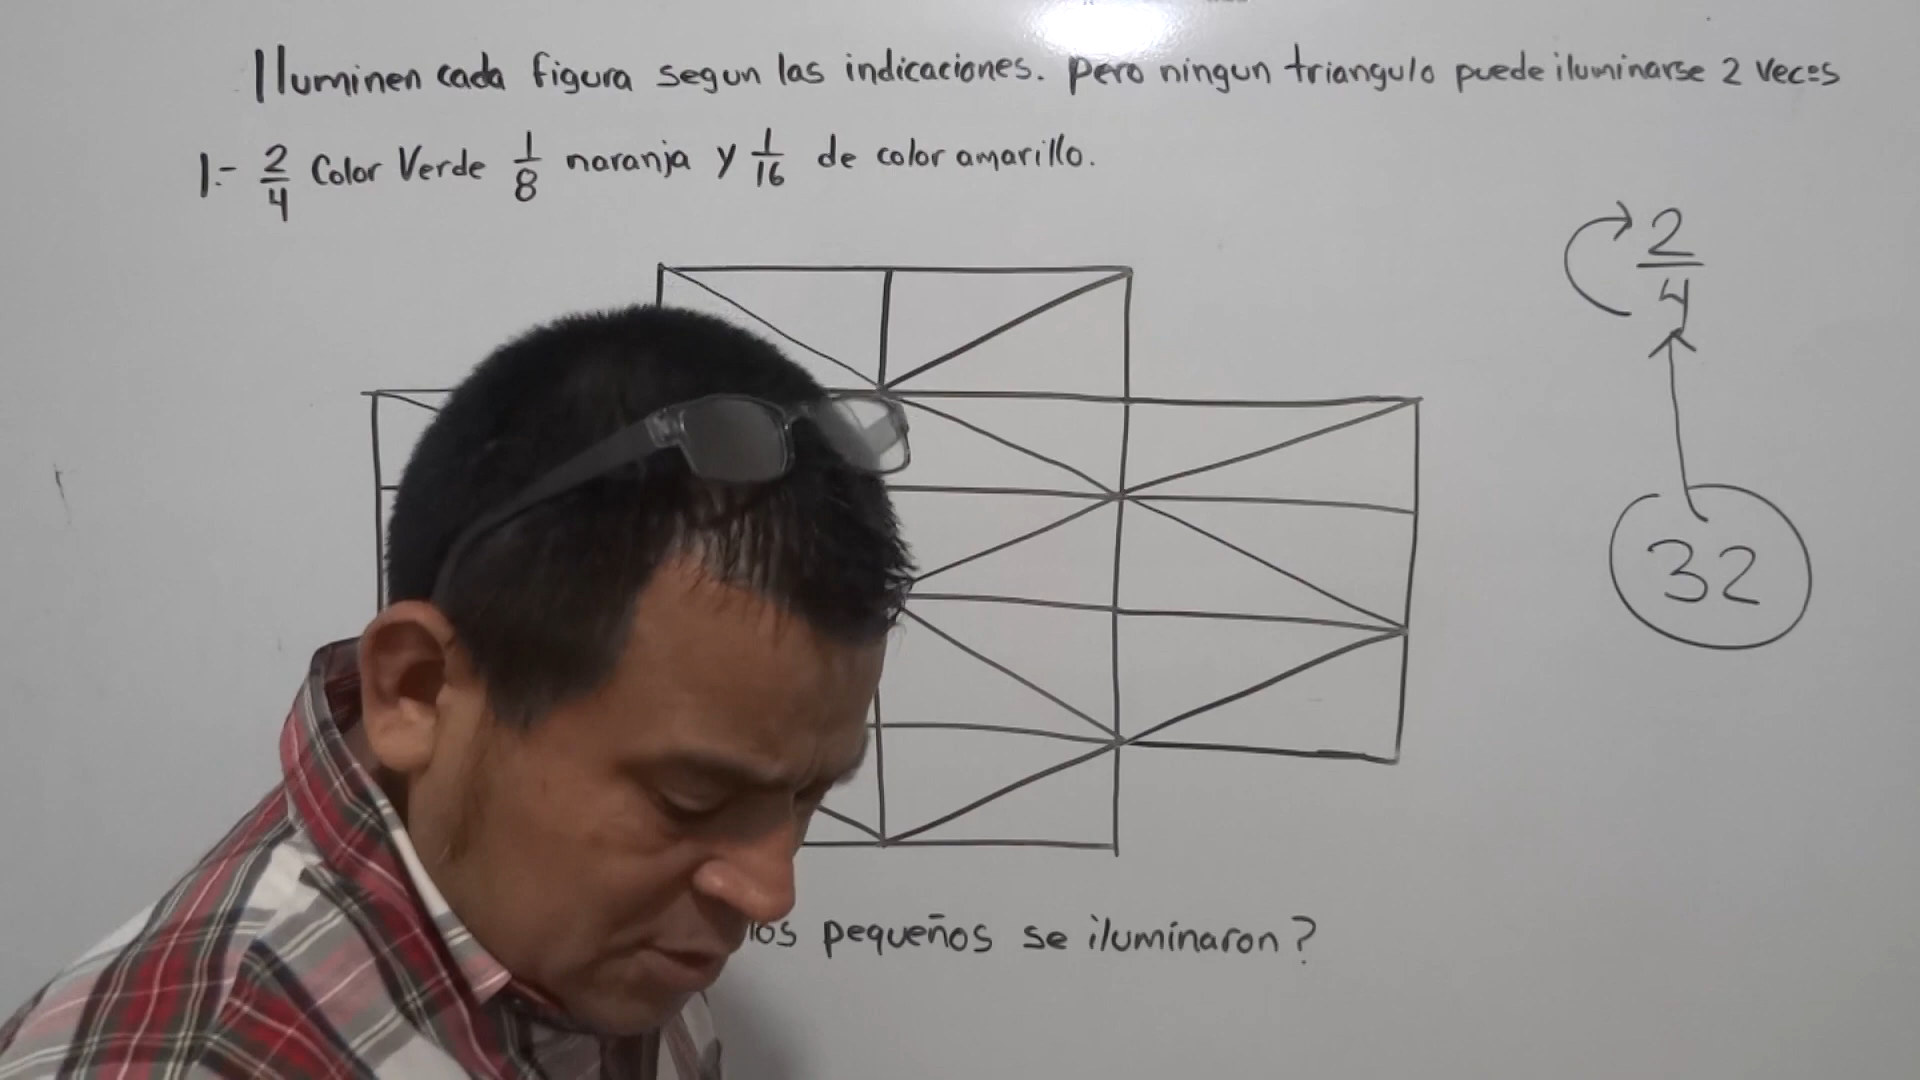 Iluminen cada figura segun las indicaciones. pero ningun triangulo puede iluminarse 2 veces
1.- 2/4 Color Verde 1/8 naranja y 1/16 de color amarillo.
2/4
32
pequeños se iluminaron?